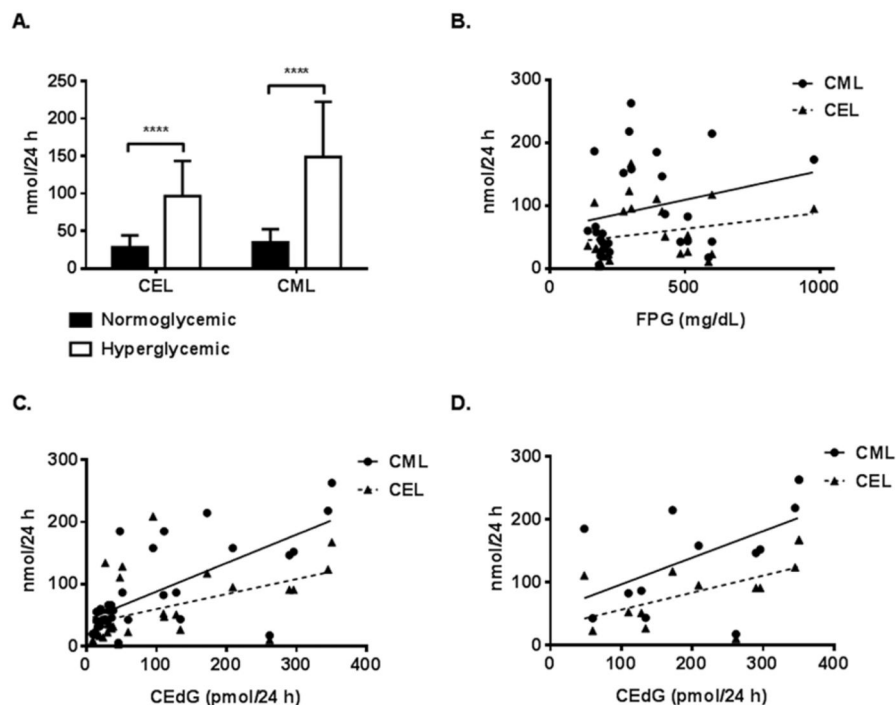 A.
nmol/24 h
250
200
150
100
50
0
****
****
CEL
CML
Normoglycemic
Hyperglycemic
B.
nmol/24 h
300
200
100
0
0
500
1000
FPG (mg/dL)
CML
CEL
C.
nmol/24 h
300
200
100
0
0
100
200
300
400
CEdG (pmol/24 h)
CML
CEL
D.
nmol/24 h
300
200
100
0
0
100
200
300
400
CEdG (pmol/24 h)
CML
CEL